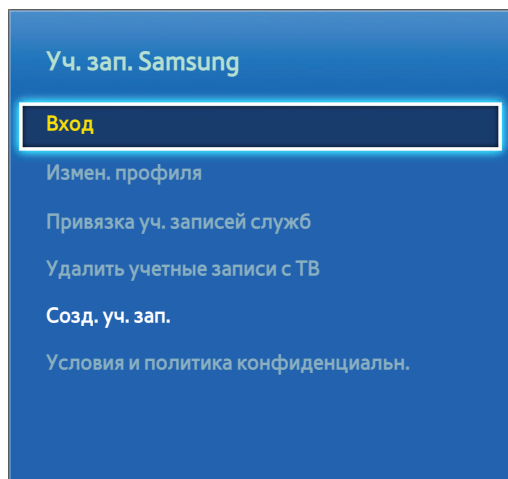 Уч. зап. Samsung
Вход
Измен. профиля
Привязка уч. записей служб
Удалить учетные записи с ТВ
Созд. уч. зап.
Условия и политика конфиденциальн.